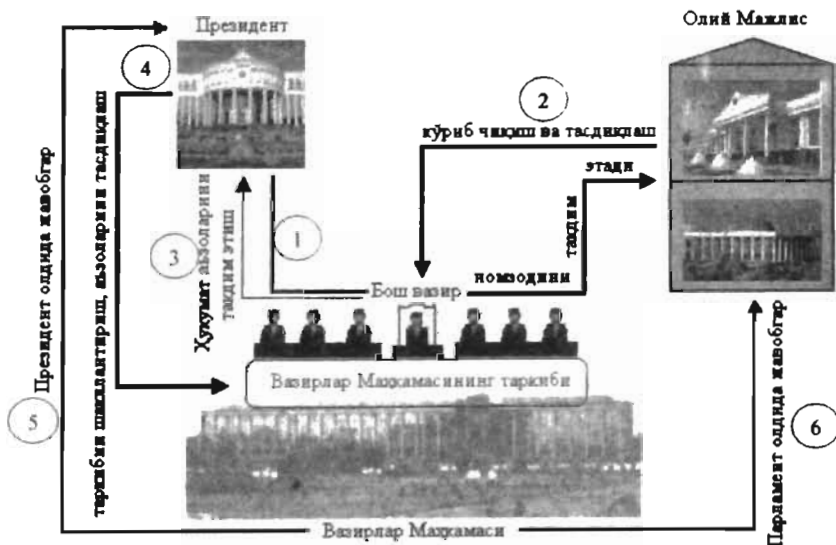 Президент
Олий Мажлис
4
2
кўриб чиқиш ва тасдиқлаш
этади
тақдим
номзодини
1
3
Ҳукумат аъзоларини
тақдим этиш
Бош вазир
таркибини шакллантириш, аъзоларини тасдиқлаш
Президент олдида жавобгар
5
Вазирлар Маҳкамасининг таркиби
6
Парламент олдида жавобгар
Вазирлар Маҳкамаси